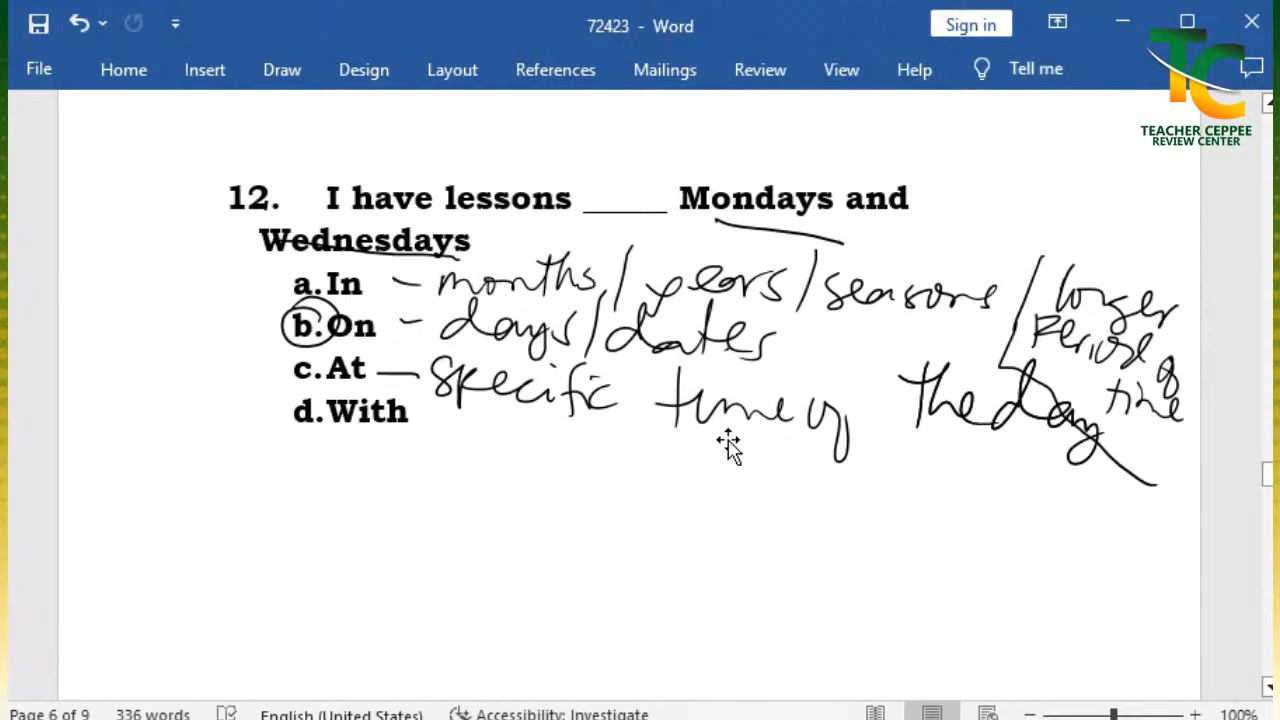 72423 - Word
Sign in
File Home Insert Draw Design Layout References Mailings Review View Help Tell me
TC
TEACHER CEPPEE
REVIEW CENTER
12. I have lessons _____ Mondays and
Wednesdays
a. In - months / years / seasons / longer
period of
time
b. On - days / dates
c. At - specific time of the day
d. With
Page 6 of 9 336 words English (United States) Accessibility: Investigate 100%